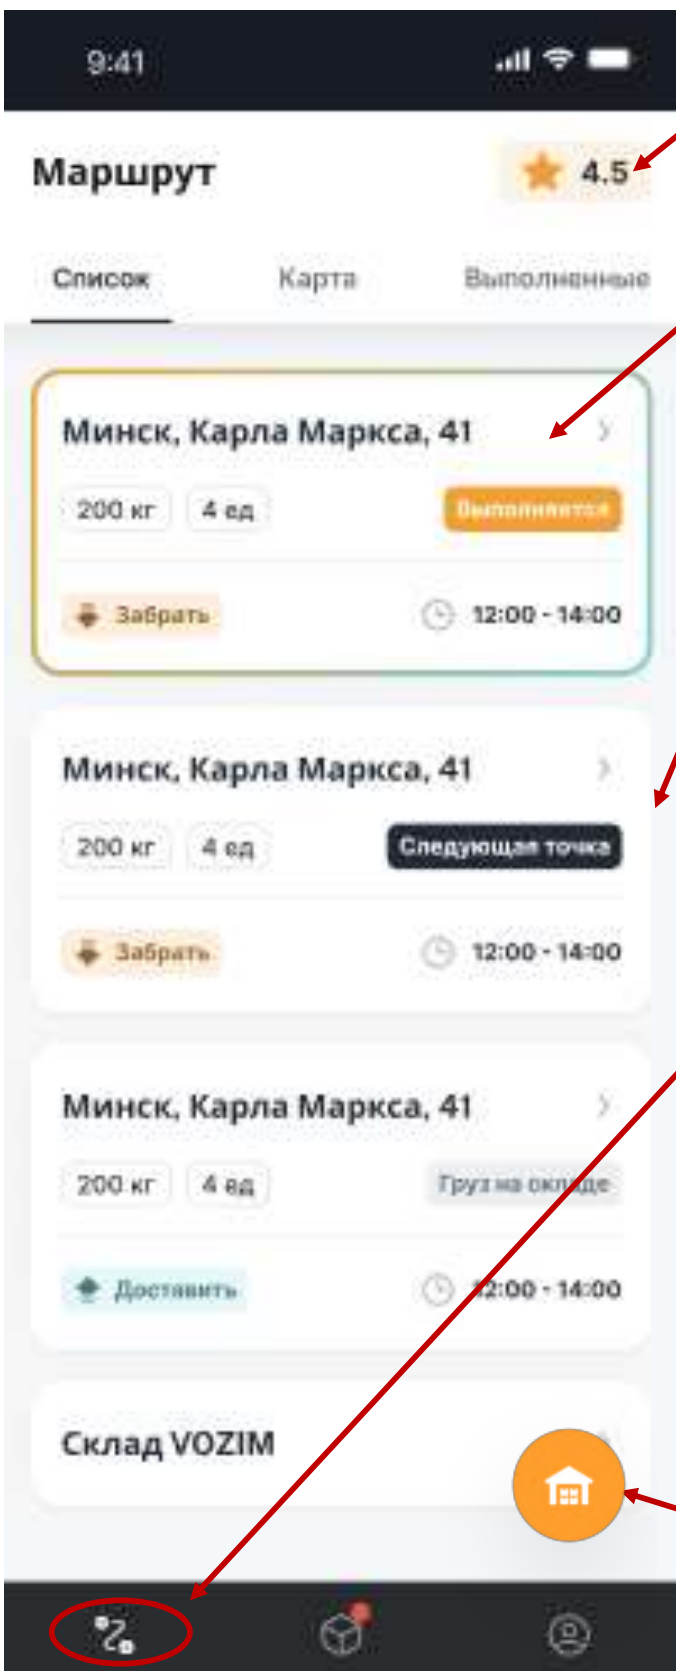 9:41
Маршрут
4.5
Список Карта Выполненные
Минск, Карла Маркса, 41
200 кг 4 ед Выполняется
Забрать 12:00 - 14:00
Минск, Карла Маркса, 41
200 кг 4 ед Следующая точка
Забрать 12:00 - 14:00
Минск, Карла Маркса, 41
200 кг 4 ед Груз на складе
Доставить 12:00 - 14:00
Склад VOZIM